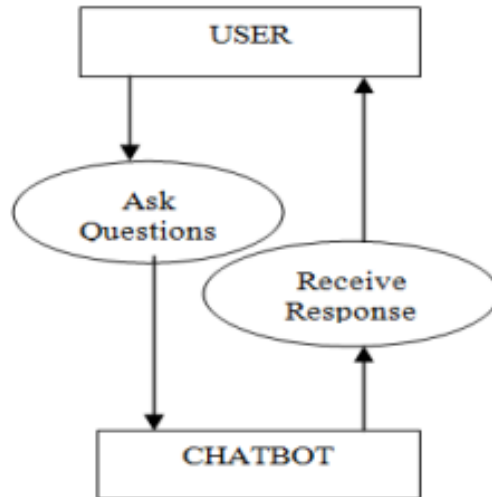 USER
Ask
Questions
Receive
Response
CHATBOT